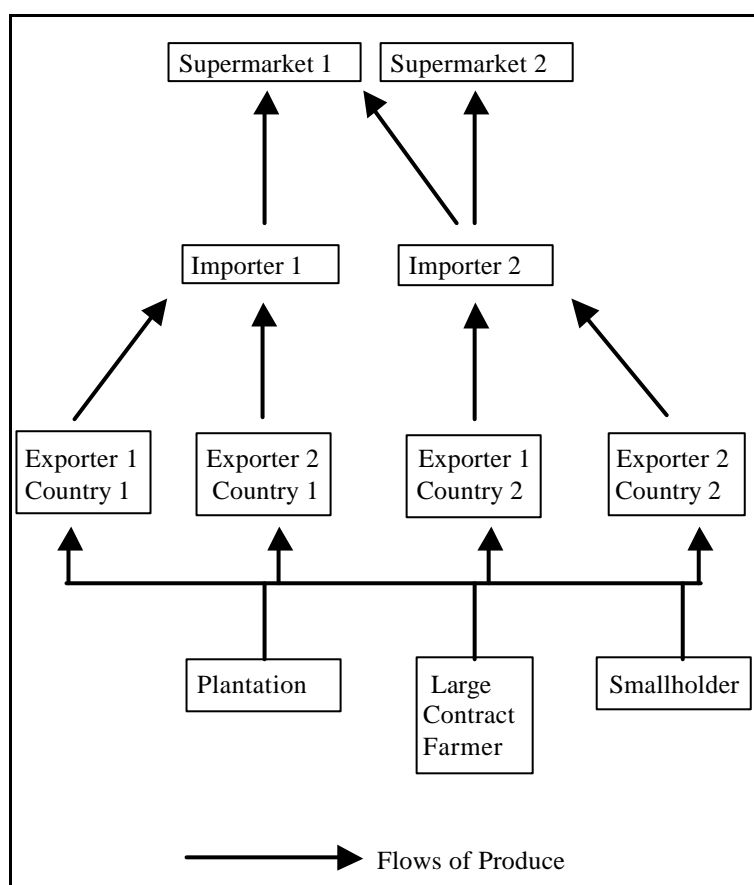 Supermarket 1
Supermarket 2
Importer 1
Importer 2
Exporter 1
Country 1
Exporter 2
Country 1
Exporter 1
Country 2
Exporter 2
Country 2
Plantation
Large
Contract
Farmer
Smallholder
Flows of Produce